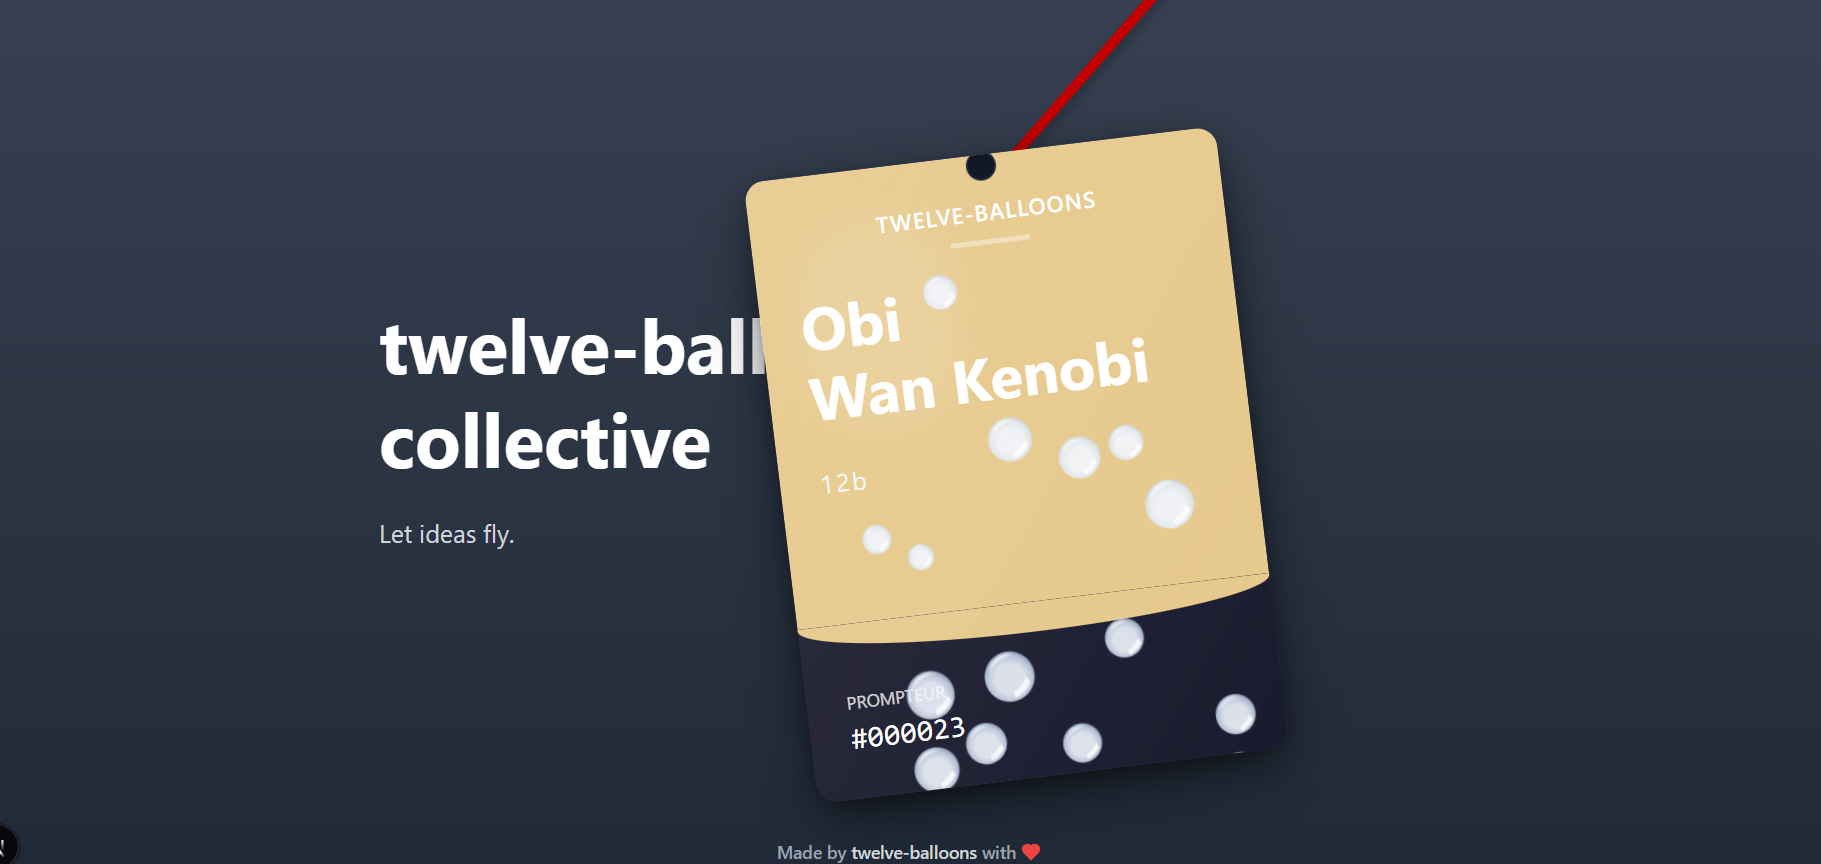 twelve-ball
collective
Let ideas fly.
TWELVE-BALLOONS
Obi
Wan Kenobi
12b
PROMPTEUR
#000023
Made by twelve-balloons with ❤️